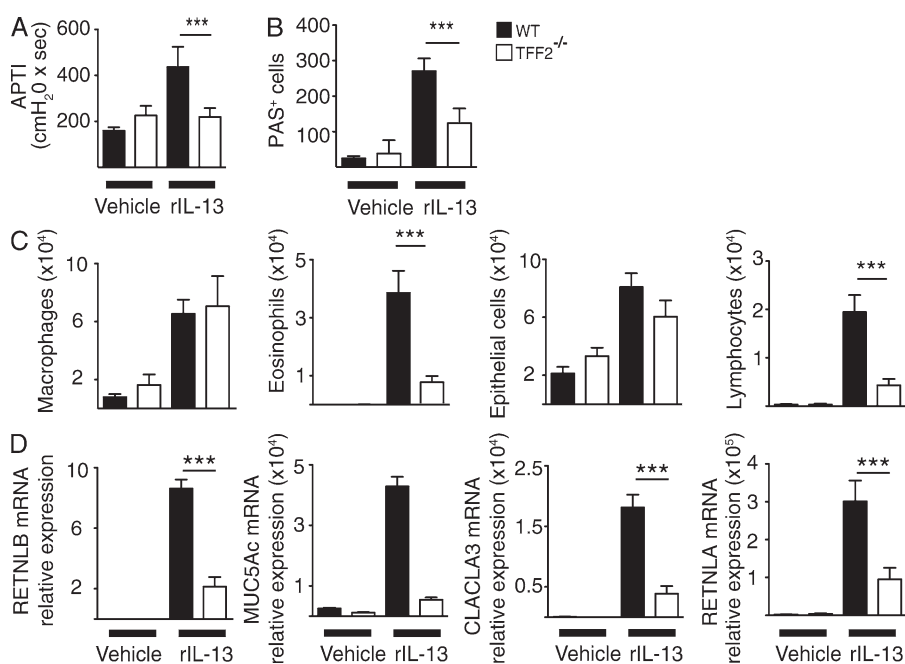 A
APTI
(cmH₂0 x sec)
600
400
200
***
Vehicle rIL-13
B
PAS⁺ cells
400
300
200
100
***
Vehicle rIL-13
WT
TFF2⁻/⁻
C
Macrophages (x10⁴)
10
6
2
Eosinophils (x10⁴)
5
3
1
***
Epithelial cells (x10⁴)
10
6
2
Lymphocytes (x10⁴)
3
2
1
***
D
RETNLB mRNA
relative expression
10
6
2
***
Vehicle rIL-13
MUC5Ac mRNA
relative expression (x10⁴)
5
3
1
Vehicle rIL-13
CLACLA3 mRNA
relative expression (x10⁴)
2.5
1.5
0.5
***
Vehicle rIL-13
RETNLA mRNA
relative expression (x10⁵)
4
3
2
1
***
Vehicle rIL-13